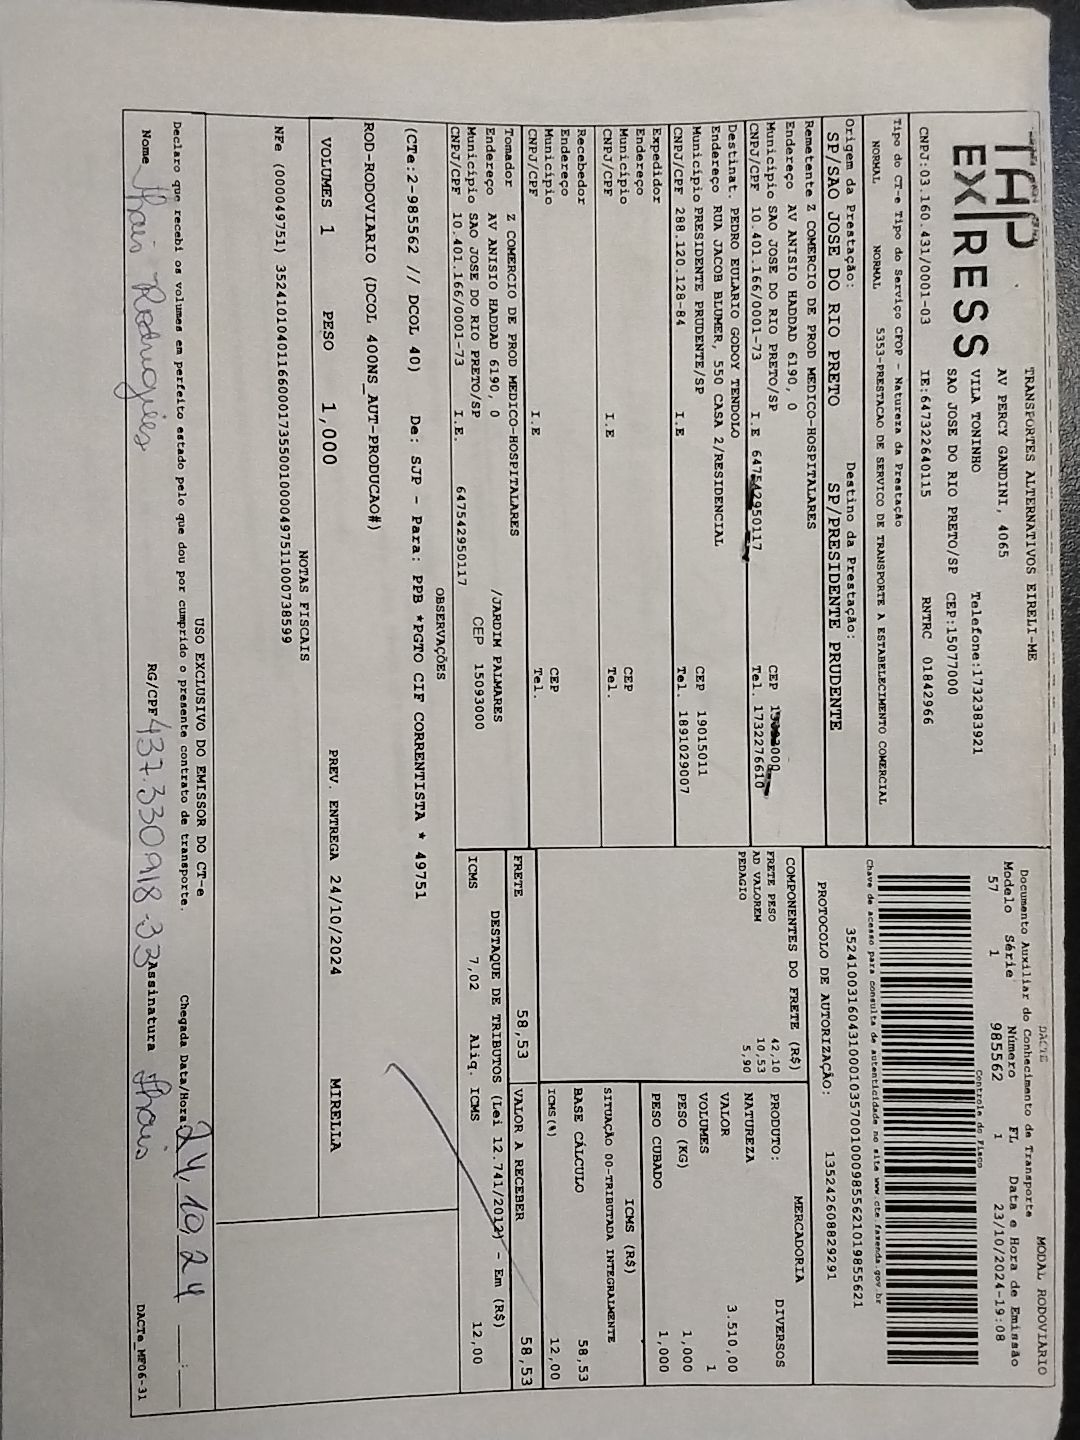 TAP
EXPRESS
TRANSPORTES ALTERNATIVOS EIRELI-ME
AV PERCY GANDINI, 4065
VILA TONINHO Telefone:1732383921
SAO JOSE DO RIO PRETO/SP CEP:15077000
CNPJ:03.160.431/0001-03 IE:647322640115 RNTRC 01842966
DACTE MODAL RODOVIÁRIO
Documento Auxiliar do Conhecimento de Transporte
Modelo Série Número FL Data e Hora de Emissão
57 1 985562 1 23/10/2024-19:08
Controle do Fisco
Chave de acesso para consulta de autenticidade no site www.cte.fazenda.gov.br
PROTOCOLO DE AUTORIZAÇÃO: 135242608829291
Tipo do CT-e Tipo do Serviço CFOP - Natureza da Prestação
NORMAL NORMAL 5353-PRESTACAO DE SERVICO DE TRANSPORTE A ESTABELECIMENTO COMERCIAL
Origem da Prestação: Destino da Prestação:
SP/SAO JOSE DO RIO PRETO SP/PRESIDENTE PRUDENTE
Remetente Z COMERCIO DE PROD MEDICO-HOSPITALARES
Endereço AV ANISIO HADDAD 6190, 0
Município SAO JOSE DO RIO PRETO/SP CEP
CNPJ/CPF 10.401.166/0001-73 I.E 647542950117 Tel. 1732276610
Destinat. PEDRO EULARIO GODOY TENDOLO
Endereço RUA JACOB BLUMER, 550 CASA 2/RESIDENCIAL
Município PRESIDENTE PRUDENTE/SP CEP 19015011
CNPJ/CPF 288.120.128-84 I.E Tel. 1891029007
Expedidor
Endereço
Município CEP
CNPJ/CPF I.E Tel.
Recebedor
Endereço
Município CEP
CNPJ/CPF I.E Tel.
Tomador Z COMERCIO DE PROD MEDICO-HOSPITALARES
Endereço AV ANISIO HADDAD 6190, 0 /JARDIM PALMARES
Município SAO JOSE DO RIO PRETO/SP CEP 15093000
CNPJ/CPF 10.401.166/0001-73 I.E. 647542950117
COMPONENTES DO FRETE (R$)
FRETE PESO 42,10
AD VALOREM 10,53
PEDAGIO 5,90
MERCADORIA
PRODUTO: DIVERSOS
NATUREZA
VALOR 3.510,00
VOLUMES 1
PESO (KG) 1,000
PESO CUBADO 1,000
ICMS (R$)
SITUAÇÃO 00-TRIBUTADA INTEGRALMENTE
BASE CÁLCULO 58,53
ICMS(%) 12,00
FRETE 58,53 VALOR A RECEBER 58,53
DESTAQUE DE TRIBUTOS (Lei 12.741/2012) - Em (R$)
ICMS 7,02 Aliq. ICMS 12,00
OBSERVAÇÕES
(CTe:2-985562 // DCOL 40) De: SJP - Para: PPB *PGTO CIF CORRENTISTA * 49751
ROD-RODOVIARIO (DCOL 400NS_AUT-PRODUCAO#)
VOLUMES 1 PESO 1,000 PREV. ENTREGA 24/10/2024 MIRELLA
NOTAS FISCAIS
NFe (000049751) 35241010401166000173550010000497511000738599
USO EXCLUSIVO DO EMISSOR DO CT-e
Declaro que recebi os volumes em perfeito estado pelo que dou por cumprido o presente contrato de transporte. Chegada Data/Hora 24, 10, 24 __:__
Nome Thais Rodrigues RG/CPF 437.330918.33 Assinatura Thais
DACTe_MF06-31